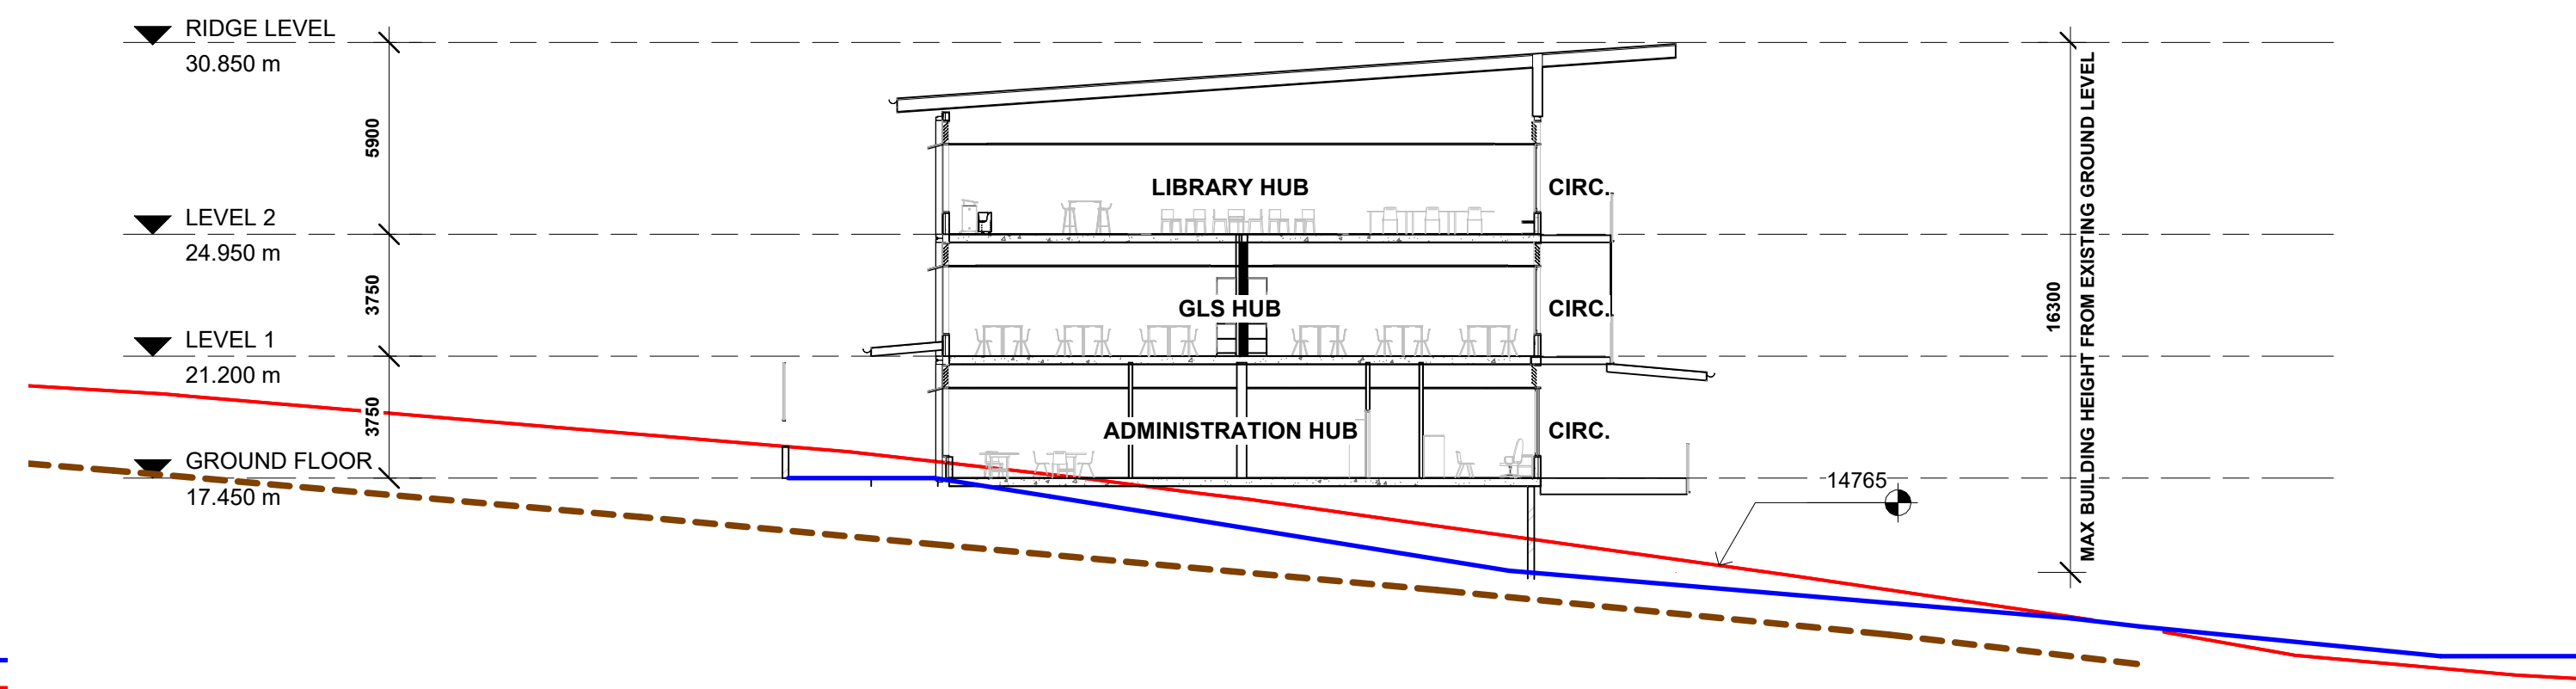 RIDGE LEVEL
30.850 m
5900
LEVEL 2
24.950 m
3750
LEVEL 1
21.200 m
3750
GROUND FLOOR
17.450 m
LIBRARY HUB
CIRC.
GLS HUB
CIRC.
ADMINISTRATION HUB
CIRC.
14765
16300
MAX BUILDING HEIGHT FROM EXISTING GROUND LEVEL